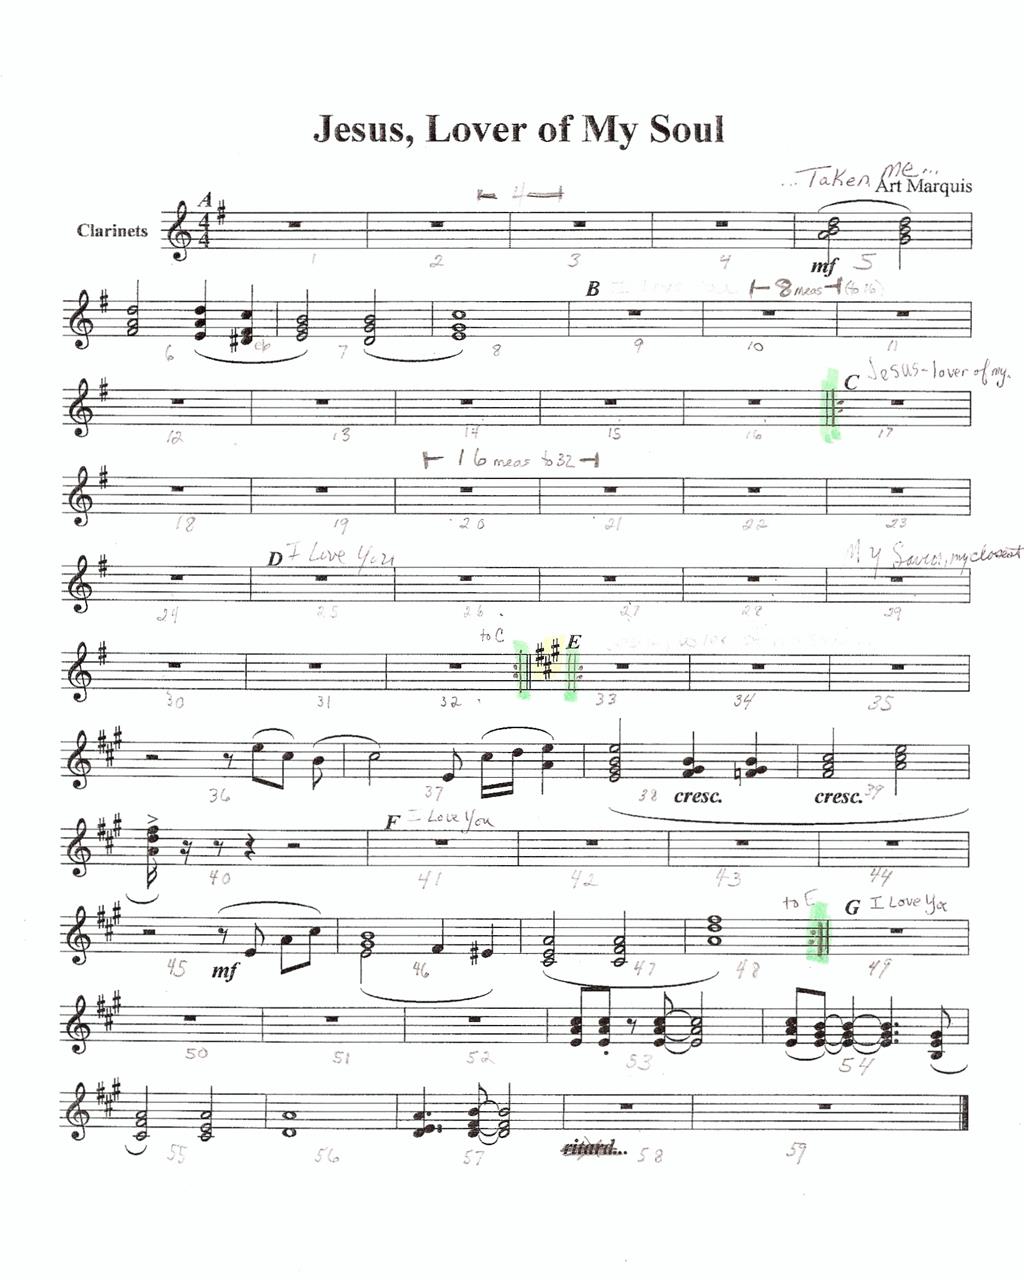 Jesus, Lover of My Soul
...Taken me...
Art Marquis
A 4
Clarinets 4 4
1 2 3 4 mf 5
B I Love You 8 meas (to 16)
6 eb 7 8 9 10 11
C Jesus-lover of my.
12 13 14 15 16 17
16 meas to 32
18 19 20 21 22 23
D I Love You My closest
24 25 26 27 28 29
to C E
30 31 32 33 34 35
36 37 38 cresc. cresc. 39
F I Love You
40 41 42 43 44
to E G I Love You
45 mf 46 47 48 49
50 51 52 53 54
55 56 57 ritard... 58 59